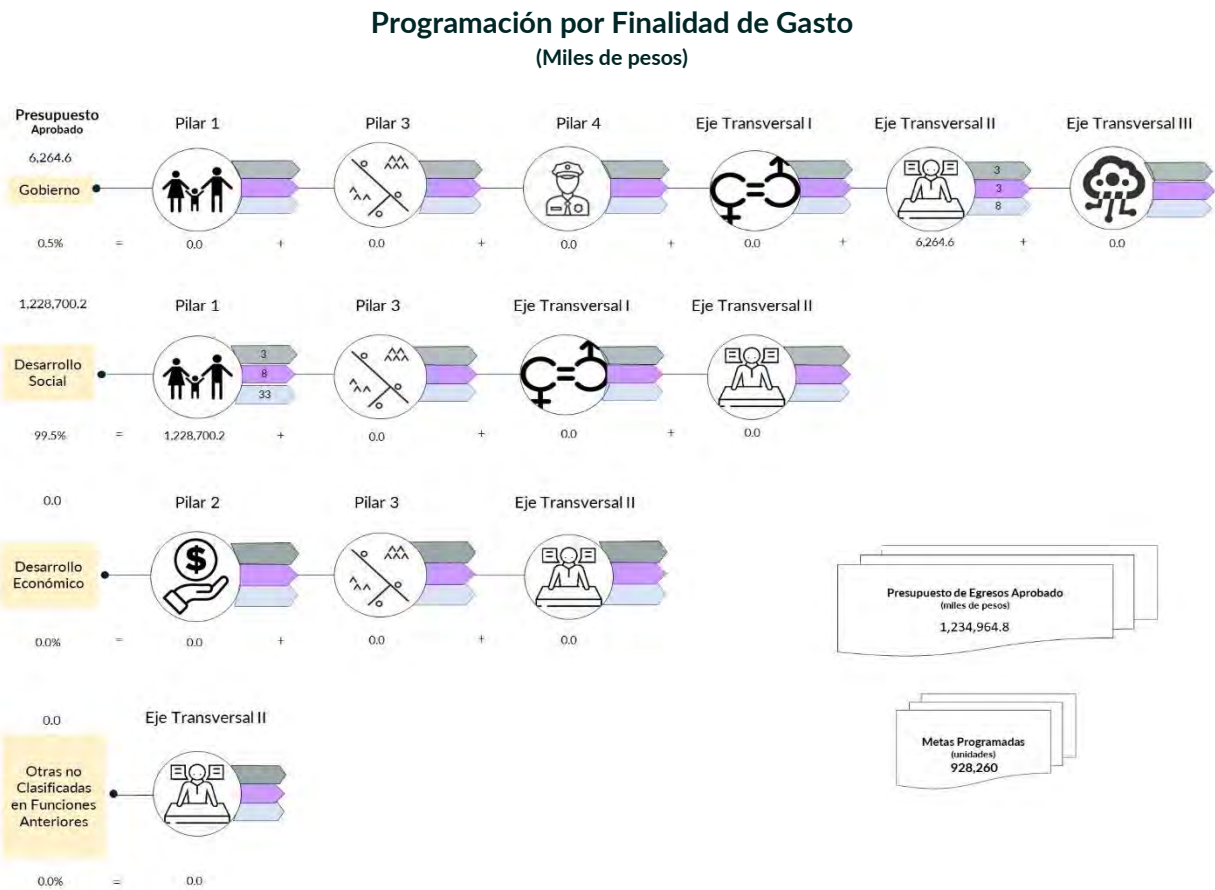 Programación por Finalidad de Gasto
(Miles de pesos)
Presupuesto
Aprobado
Pilar 1
Pilar 3
Pilar 4
Eje Transversal I
Eje Transversal II
Eje Transversal III
6,264.6
Gobierno
3
3
8
0.5%
=
0.0
+
0.0
+
0.0
+
0.0
+
6,264.6
+
0.0
1,228,700.2
Pilar 1
Pilar 3
Eje Transversal I
Eje Transversal II
Desarrollo
Social
3
8
33
99.5%
=
1,228,700.2
+
0.0
+
0.0
+
0.0
0.0
Pilar 2
Pilar 3
Eje Transversal II
Desarrollo
Económico
$
0.0%
=
0.0
+
0.0
+
0.0
Presupuesto de Egresos Aprobado
(miles de pesos)
1,234,964.8
Metas Programadas
(unidades)
928,260
0.0
Eje Transversal II
Otras no
Clasificadas
en Funciones
Anteriores
0.0%
=
0.0